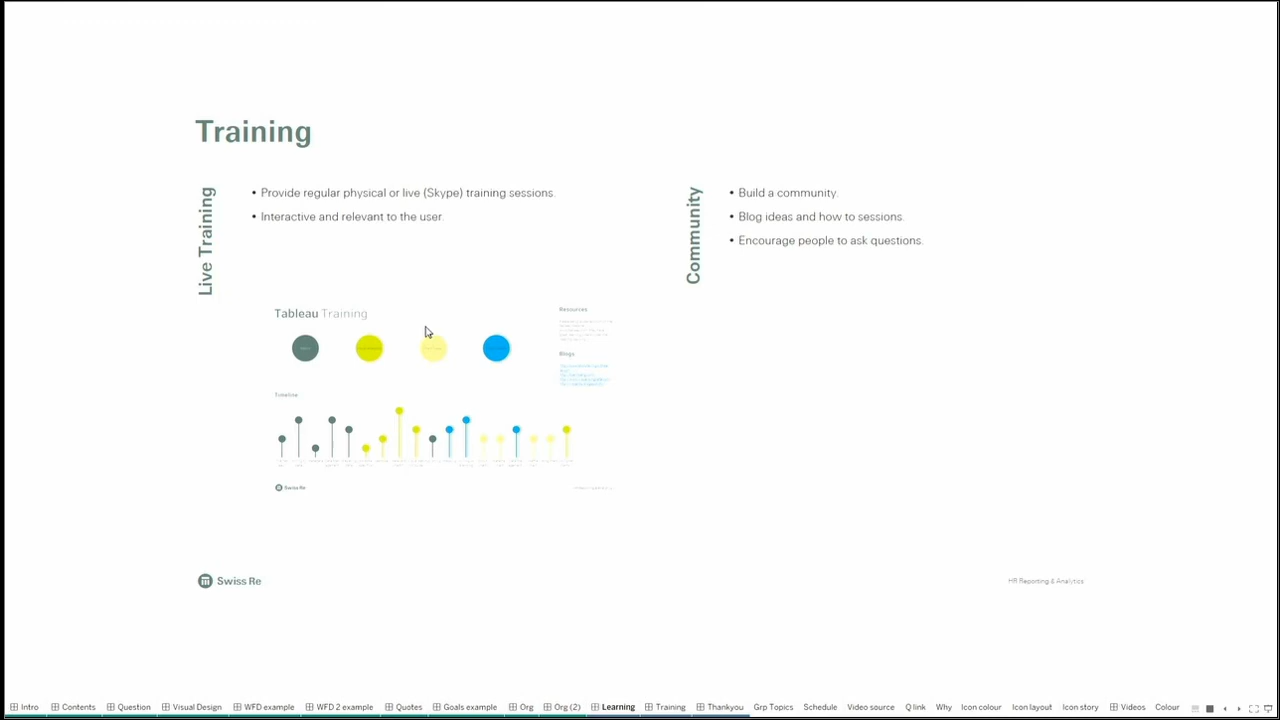 Training
Live Training
• Provide regular physical or live (Skype) training sessions.
• Interactive and relevant to the user.
Community
• Build a community.
• Blog ideas and how to sessions.
• Encourage people to ask questions.
Tableau Training
Resources
Blogs
Timeline
Swiss Re
Swiss Re
HR Reporting & Analytics
Intro Contents Question Visual Design WFD example WFD 2 example Quotes Goals example Org Org (2) Learning Training Thankyou Grp Topics Schedule Video source Q link Why Icon colour Icon layout Icon story Videos Colour